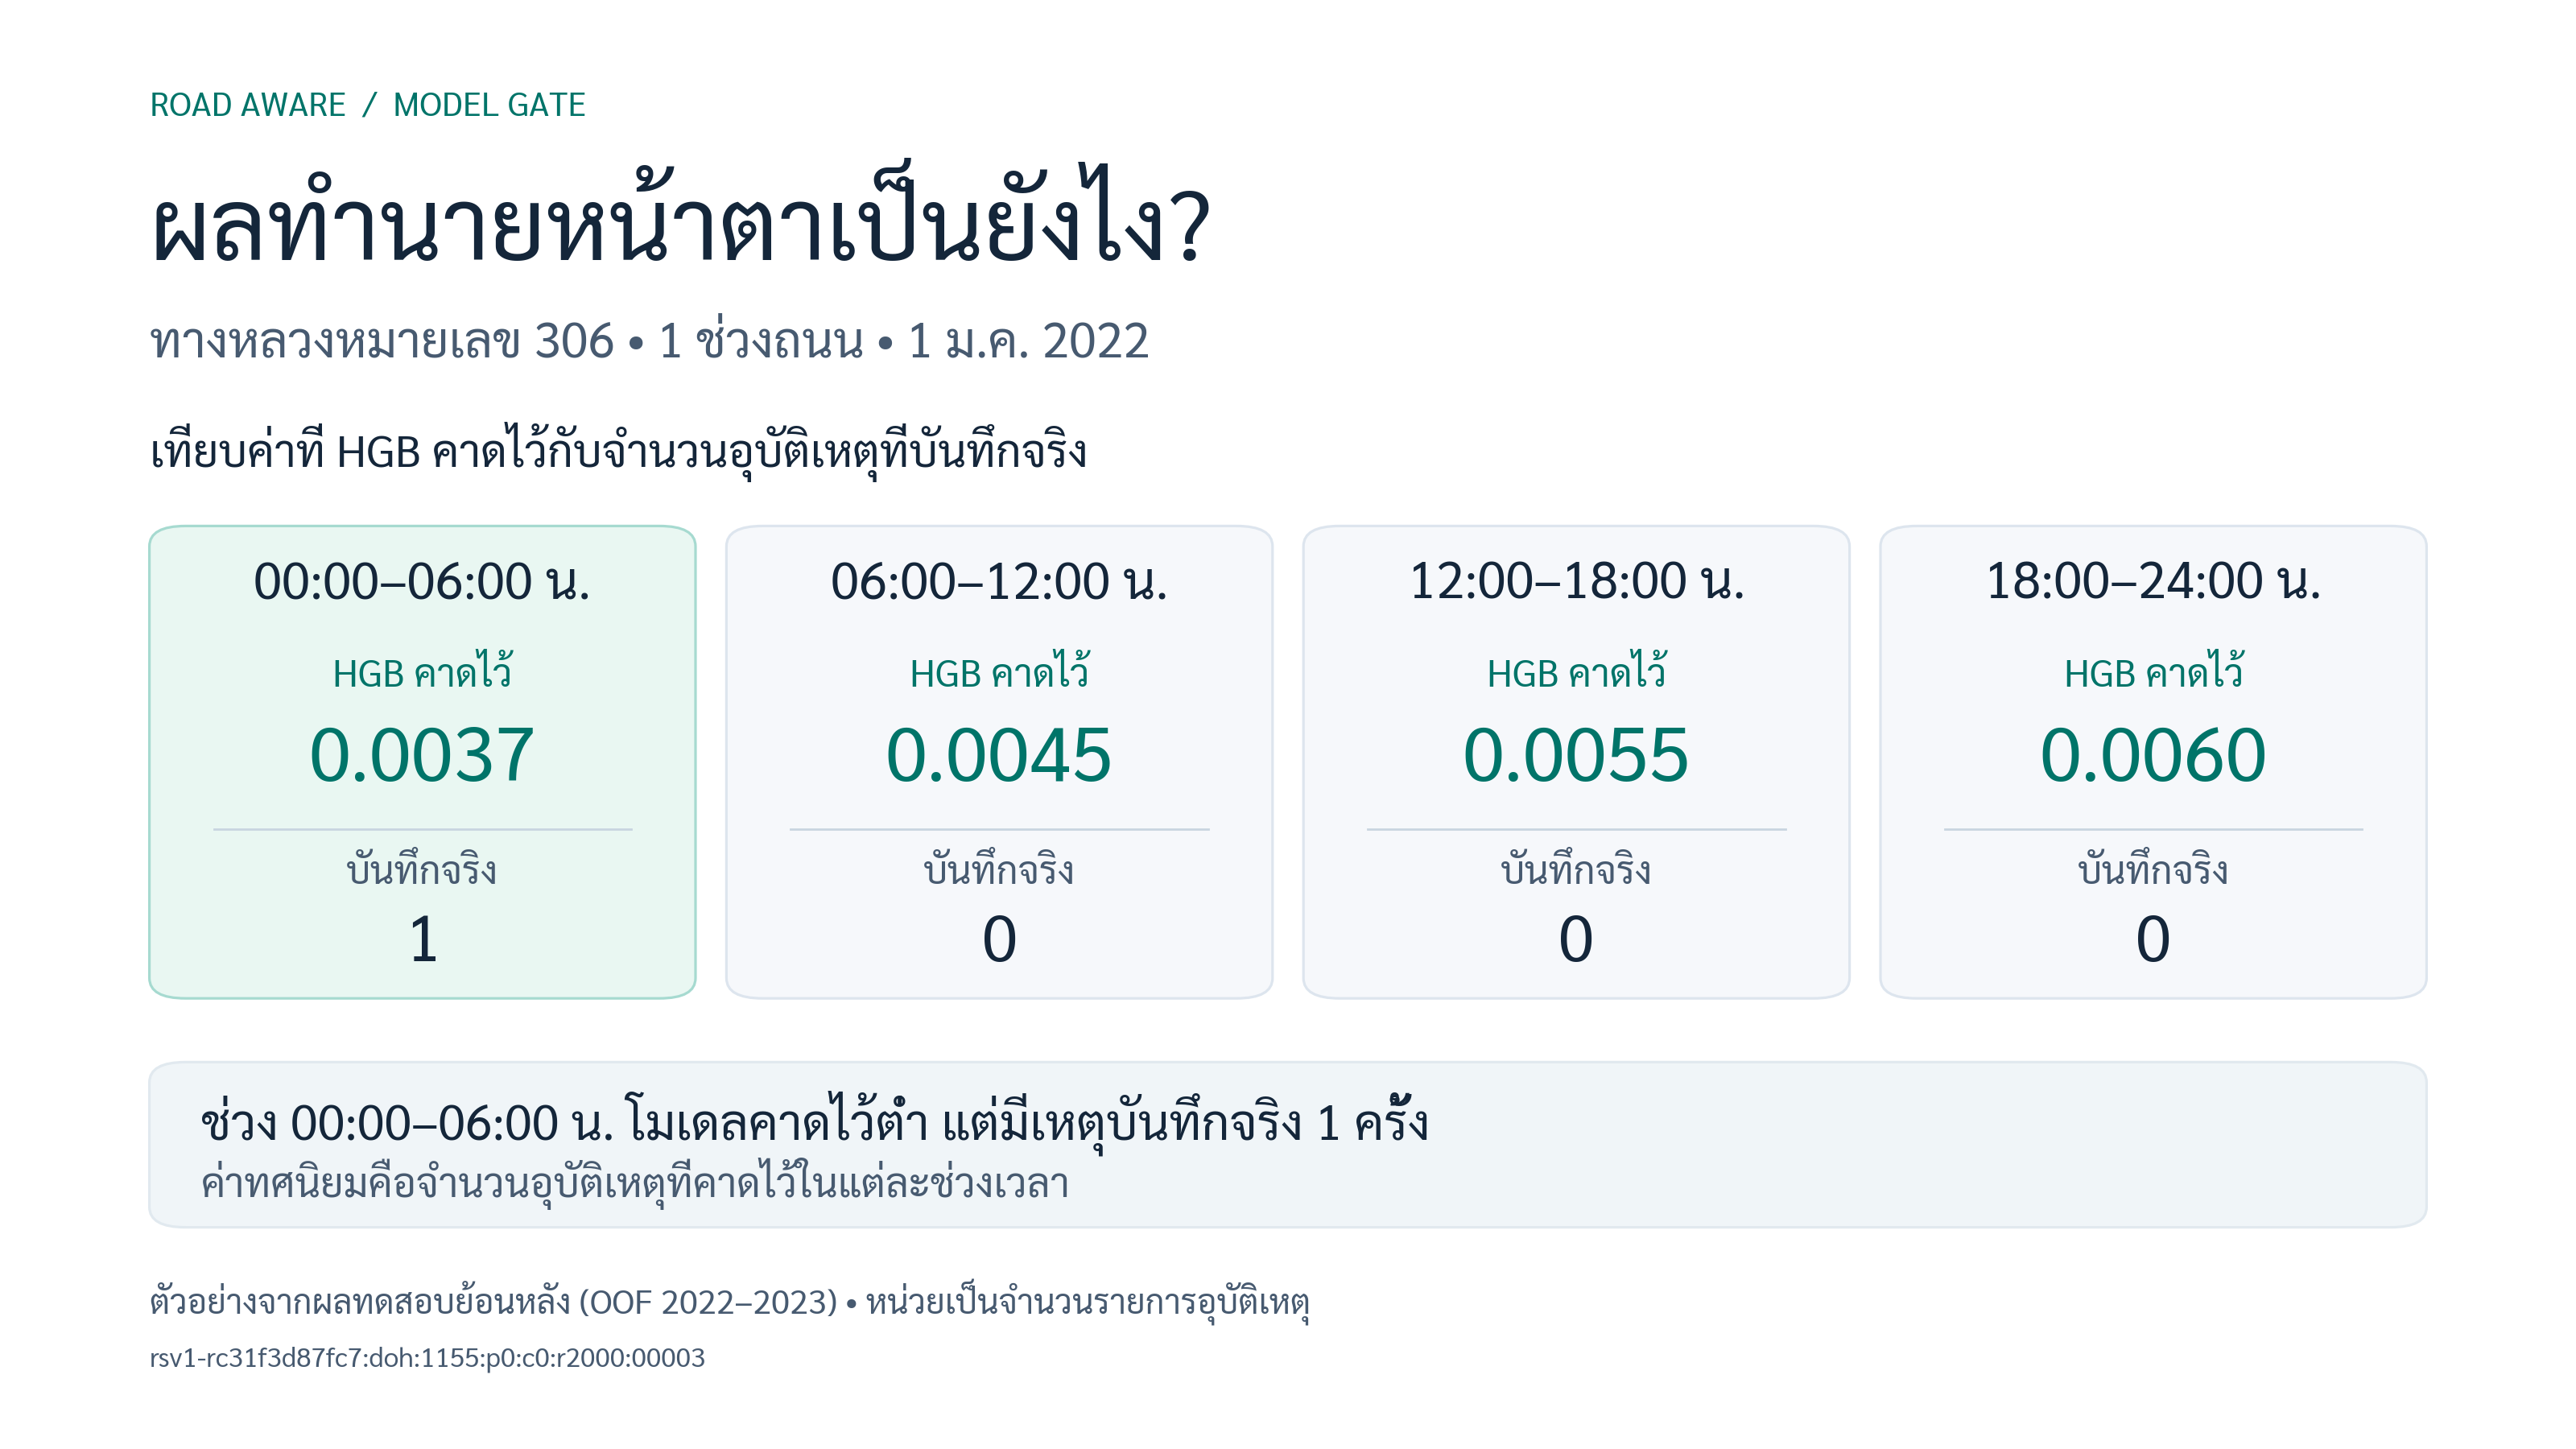 ROAD AWARE / MODEL GATE
ผลทำนายหน้าตาเป็นยังไง?
ทางหลวงหมายเลข 306 • 1 ช่วงถนน • 1 ม.ค. 2022
เทียบค่าที่ HGB คาดไว้กับจำนวนอุบัติเหตุที่บันทึกจริง
00:00–06:00 น.
HGB คาดไว้
0.0037
บันทึกจริง
1
06:00–12:00 น.
HGB คาดไว้
0.0045
บันทึกจริง
0
12:00–18:00 น.
HGB คาดไว้
0.0055
บันทึกจริง
0
18:00–24:00 น.
HGB คาดไว้
0.0060
บันทึกจริง
0
ช่วง 00:00–06:00 น. โมเดลคาดไว้ต่ำ แต่มีเหตุบันทึกจริง 1 ครั้ง
ค่าทศนิยมคือจำนวนอุบัติเหตุที่คาดไว้ในแต่ละช่วงเวลา
ตัวอย่างจากผลทดสอบย้อนหลัง (OOF 2022–2023) • หน่วยเป็นจำนวนรายการอุบัติเหตุ
rsv1-rc31f3d87fc7:doh:1155:p0:c0:r2000:00003